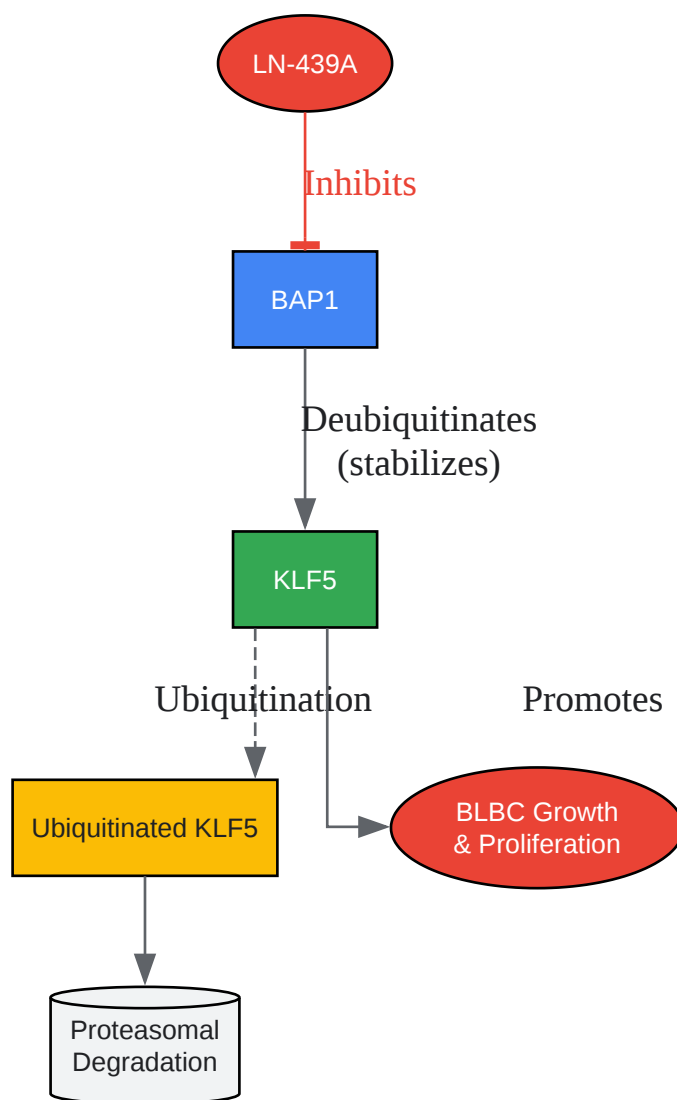 LN-439A
Inhibits
BAP1
Deubiquitinates
(stabilizes)
KLF5
Ubiquitination
Promotes
Ubiquitinated KLF5
BLBC Growth
& Proliferation
Proteasomal
Degradation